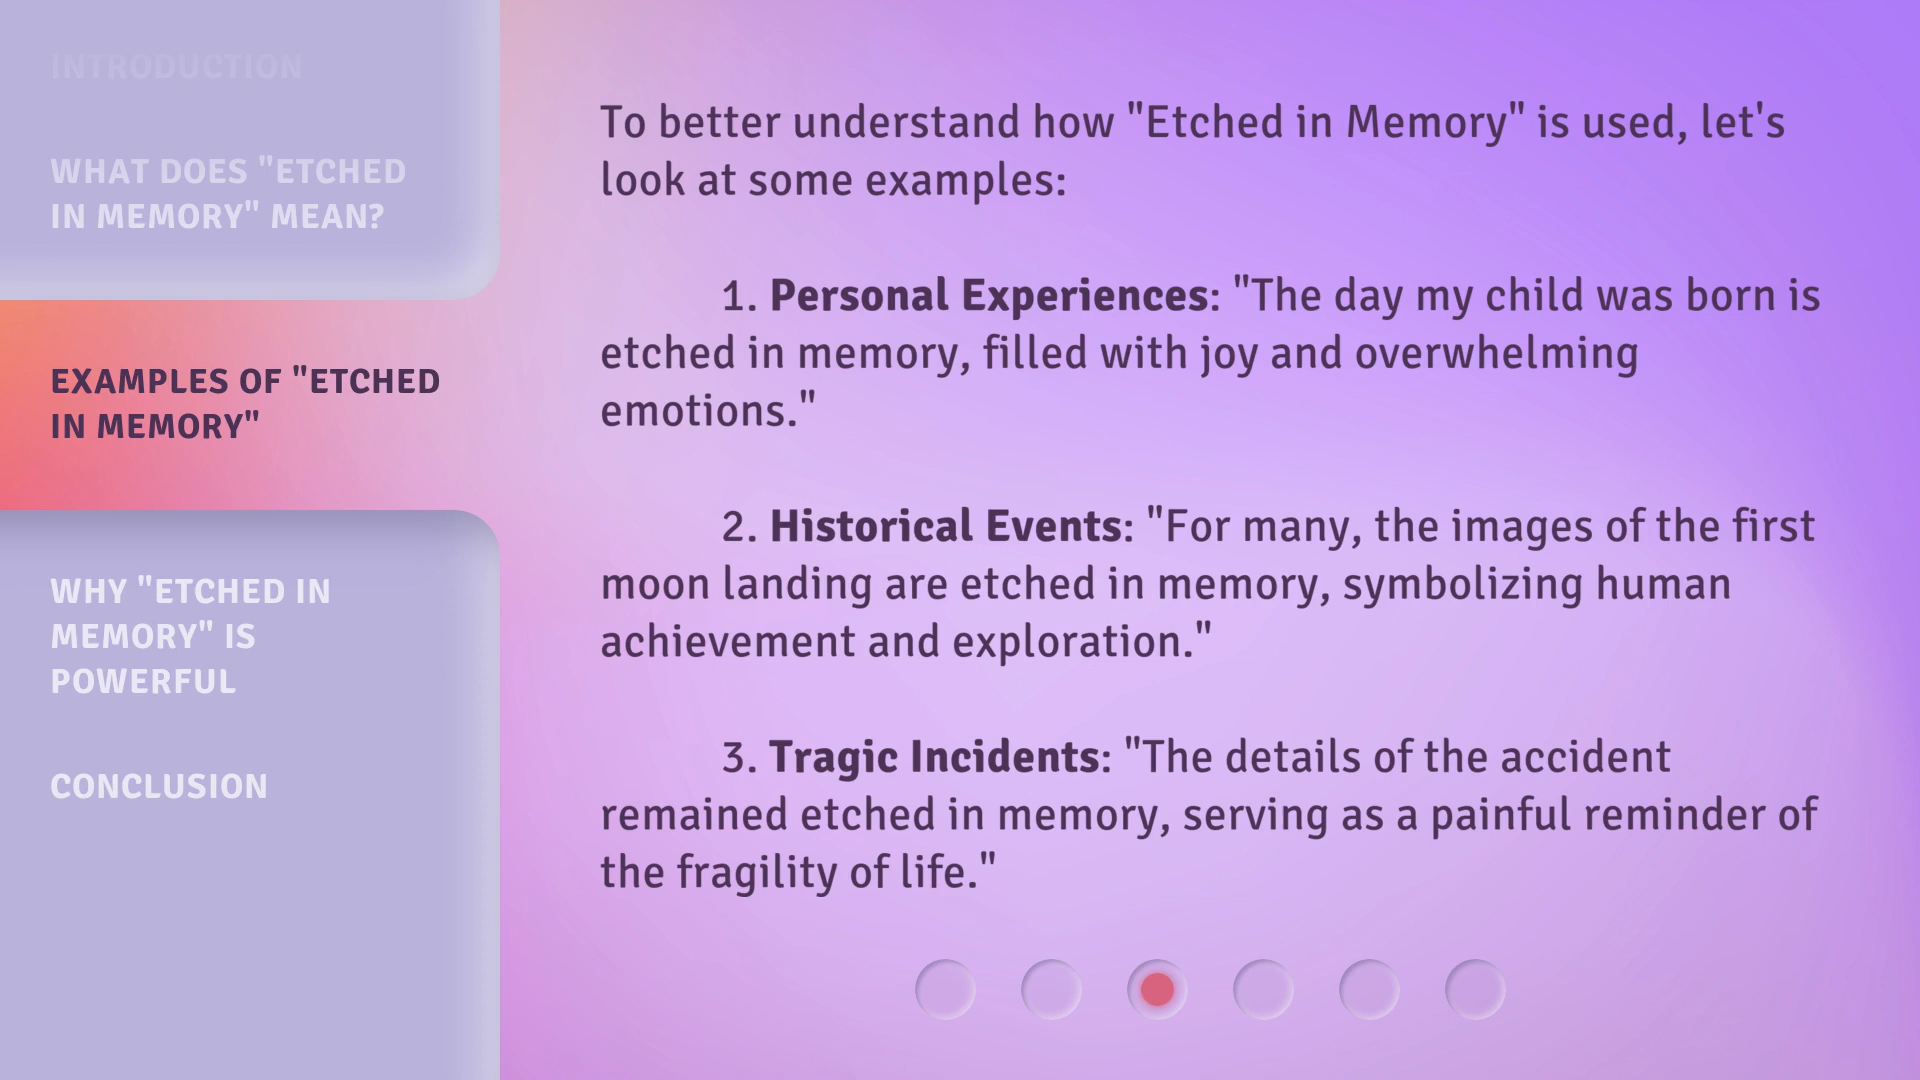 INTRODUCTION
WHAT DOES "ETCHED
IN MEMORY" MEAN?
EXAMPLES OF "ETCHED
IN MEMORY"
WHY "ETCHED IN
MEMORY" IS
POWERFUL
CONCLUSION
To better understand how "Etched in Memory" is used, let's
look at some examples:
1. Personal Experiences: "The day my child was born is
etched in memory, filled with joy and overwhelming
emotions."
2. Historical Events: "For many, the images of the first
moon landing are etched in memory, symbolizing human
achievement and exploration."
3. Tragic Incidents: "The details of the accident
remained etched in memory, serving as a painful reminder of
the fragility of life."